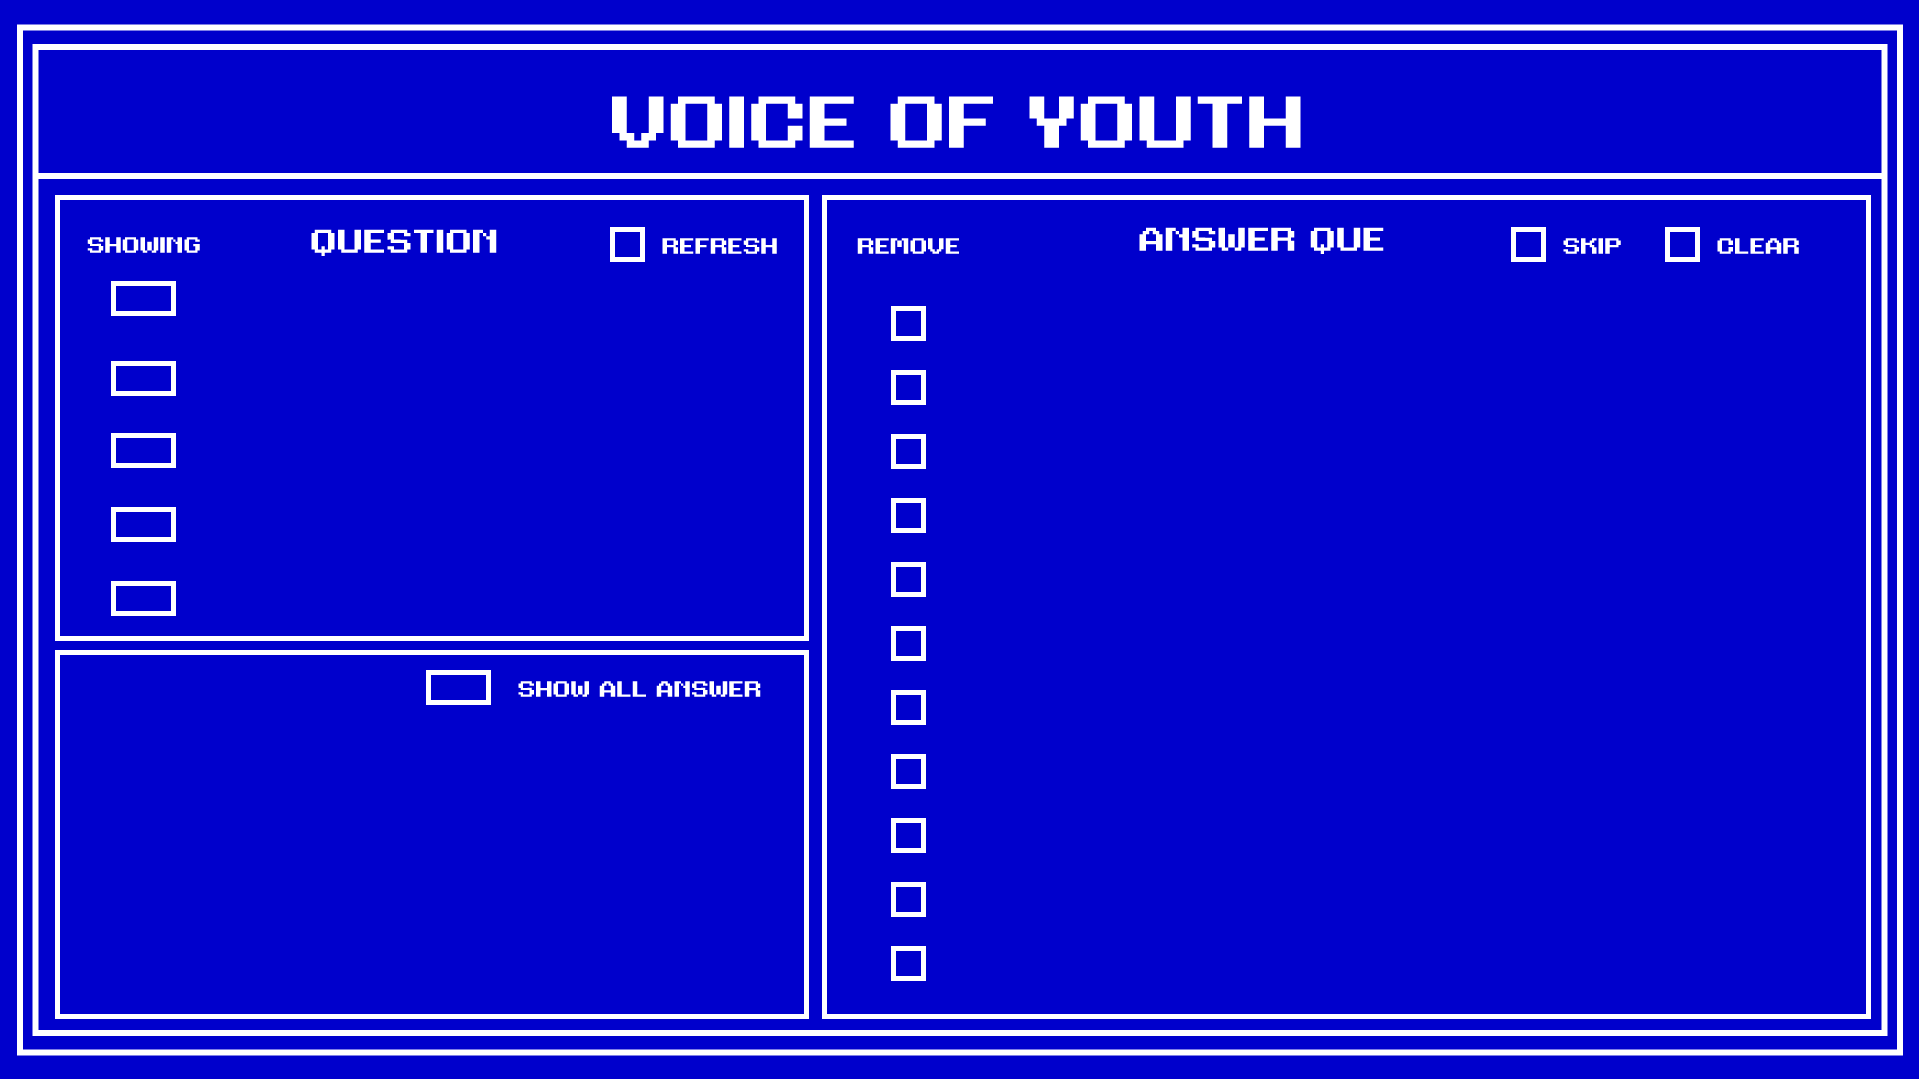 VOICE OF YOUTH
SHOWING QUESTION REFRESH
REMOVE ANSWER QUE SKIP CLEAR
SHOW ALL ANSWER